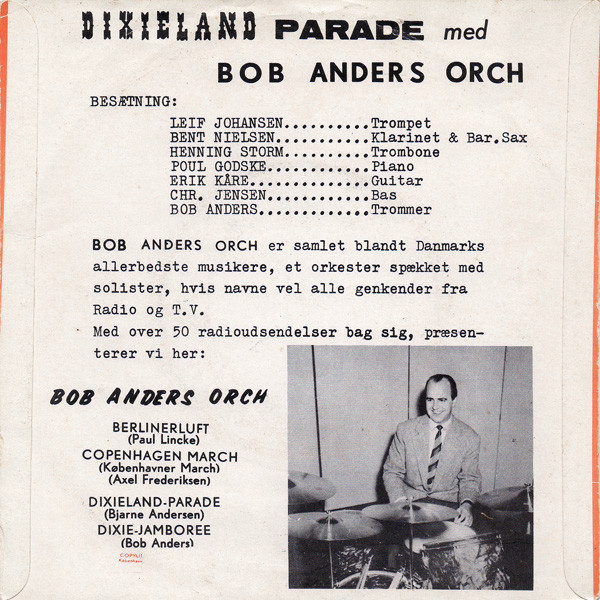 DIXIELAND PARADE med
BOB ANDERS ORCH
BESÆTNING:
LEIF JOHANSEN..........Trompet
BENT NIELSEN...........Klarinet & Bar.Sax
HENNING STORM..........Trombone
POUL GODSKE............Piano
ERIK KÅRE..............Guitar
CHR. JENSEN............Bas
BOB ANDERS.............Trommer
BOB ANDERS ORCH er samlet blandt Danmarks
allerbedste musikere, et orkester spækket med
solister, hvis navne vel alle genkender fra
Radio og T.V.
Med over 50 radioudsendelser bag sig, præsen-
terer vi her:
BOB ANDERS ORCH
BERLINERLUFT
(Paul Lincke)
COPENHAGEN MARCH
(Københavner March)
(Axel Frederiksen)
DIXIELAND-PARADE
(Bjarne Andersen)
DIXIE-JAMBOREE
(Bob Anders)
København